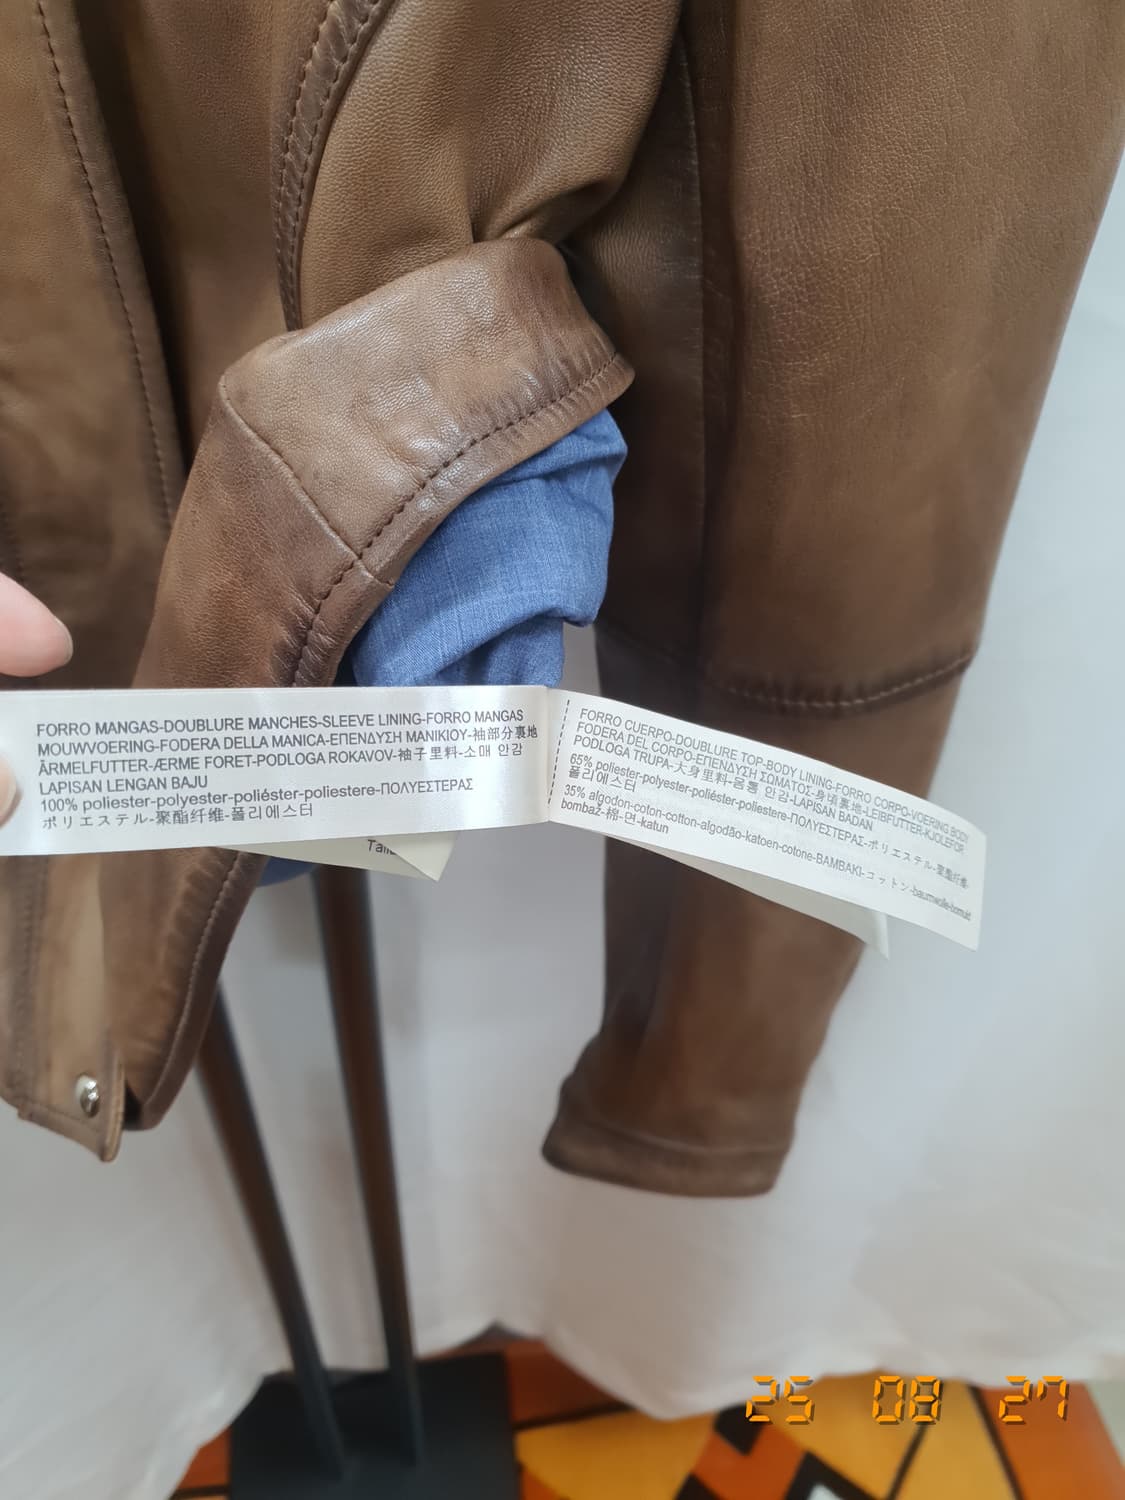 FORRO MANGAS-DOUBLURE MANCHES-SLEEVE LINING-FORRO MANGAS
MOUWVOERING-FODERA DELLA MANICA-ΕΠΕΝΔΥΣΗ ΜΑΝΙΚΙΟΥ-袖部分裏地
ÄRMELFUTTER-ÆRME FORET-PODLOGA ROKAVOV-袖子里料-소매 안감
LAPISAN LENGAN BAJU
100% poliester-polyester-poliéster-poliestere-ΠΟΛΥΕΣΤΕΡΑΣ
ポリエステル-聚酯纤维-폴리에스터
FORRO CUERPO-DOUBLURE TOP-BODY LINING-FORRO CORPO-VOERING BODY
FODERA DEL CORPO-ΕΠΕΝΔΥΣΗ ΣΩΜΑΤΟΣ-身頃裏地-LEIBFUTTER-KJOLEFOR
PODLOGA TRUPA-大身里料-몸통 안감-LAPISAN BADAN
65% poliester-polyester-poliéster-poliestere-ΠΟΛΥΕΣΤΕΡΑΣ-ポリエステル-聚酯纤维-
폴리에스터
35% algodon-coton-cotton-algodão-katoen-cotone-BAMBAKI-コットン-baumwolle-bomuld
bombaž-棉-면-katun
25 08 27